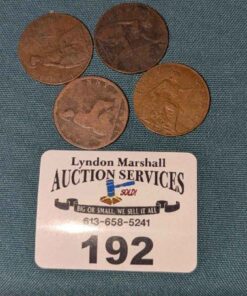 Lyndon Marshall
AUCTION SERVICES
SOLD!
BIG OR SMALL, WE SELL IT ALL
613-658-5241
192